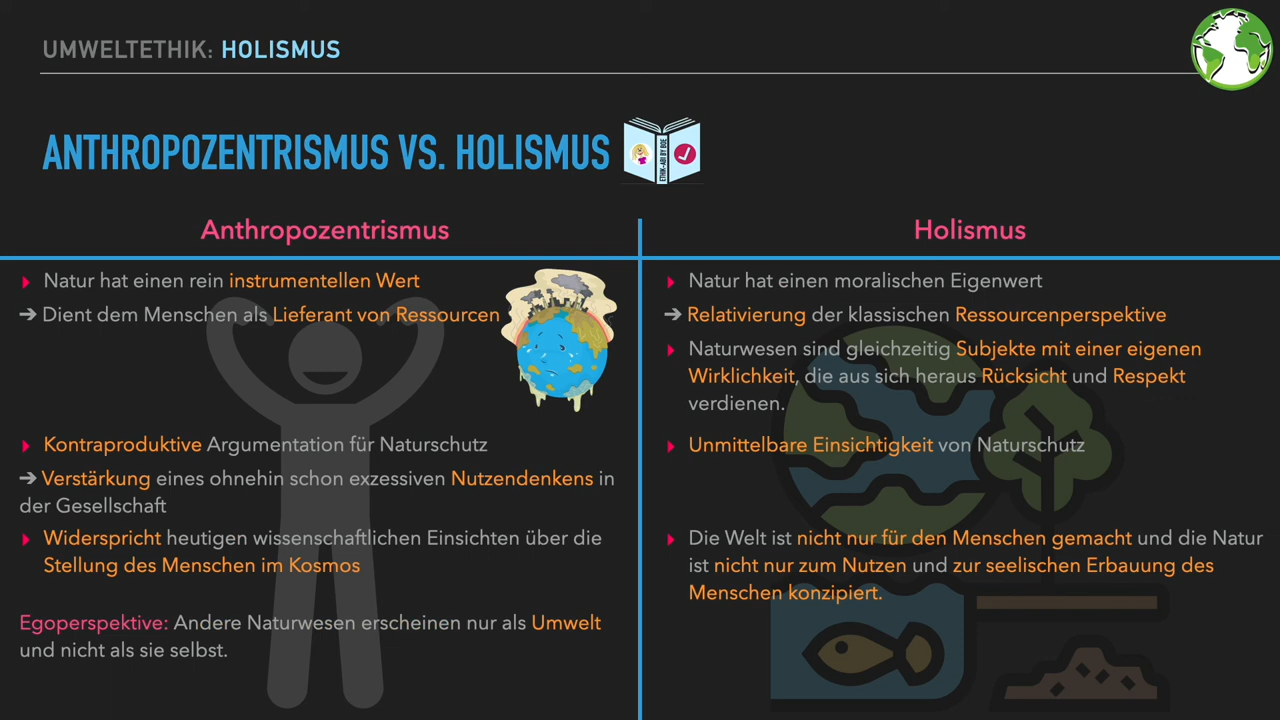 UMWELTETHIK: HOLISMUS
ANTHROPOZENTRISMUS VS. HOLISMUS
ETHIK-ABI BY BOE
Anthropozentrismus
Natur hat einen rein instrumentellen Wert
➔ Dient dem Menschen als Lieferant von Ressourcen
Kontraproduktive Argumentation für Naturschutz
➔ Verstärkung eines ohnehin schon exzessiven Nutzendenkens in
der Gesellschaft
Widerspricht heutigen wissenschaftlichen Einsichten über die
Stellung des Menschen im Kosmos
Egoperspektive: Andere Naturwesen erscheinen nur als Umwelt
und nicht als sie selbst.
Holismus
Natur hat einen moralischen Eigenwert
➔ Relativierung der klassischen Ressourcenperspektive
Naturwesen sind gleichzeitig Subjekte mit einer eigenen
Wirklichkeit, die aus sich heraus Rücksicht und Respekt
verdienen.
Unmittelbare Einsichtigkeit von Naturschutz
Die Welt ist nicht nur für den Menschen gemacht und die Natur
ist nicht nur zum Nutzen und zur seelischen Erbauung des
Menschen konzipiert.